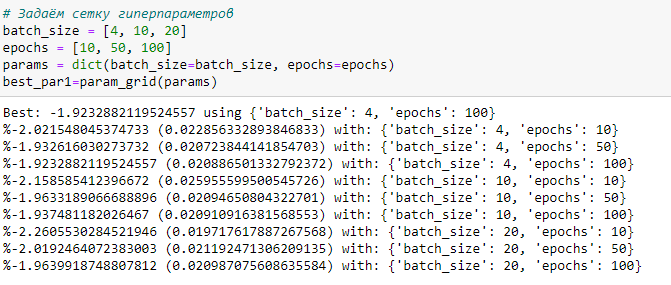 # Задаём сетку гиперпараметров
batch_size = [4, 10, 20]
epochs = [10, 50, 100]
params = dict(batch_size=batch_size, epochs=epochs)
best_par1=param_grid(params)
Best: -1.9232882119524557 using {'batch_size': 4, 'epochs': 100}
%-2.021548045374733 (0.022856332893846833) with: {'batch_size': 4, 'epochs': 10}
%-1.932616030273732 (0.020723844141854703) with: {'batch_size': 4, 'epochs': 50}
%-1.9232882119524557 (0.020886501332792372) with: {'batch_size': 4, 'epochs': 100}
%-2.158585412396672 (0.025955599500545726) with: {'batch_size': 10, 'epochs': 10}
%-1.9633189066688896 (0.02094650804322701) with: {'batch_size': 10, 'epochs': 50}
%-1.937481182026467 (0.020910916381568553) with: {'batch_size': 10, 'epochs': 100}
%-2.2605530284521946 (0.019717617887267568) with: {'batch_size': 20, 'epochs': 10}
%-2.0192464072383003 (0.021192471306209135) with: {'batch_size': 20, 'epochs': 50}
%-1.9639918748807812 (0.020987075608635584) with: {'batch_size': 20, 'epochs': 100}